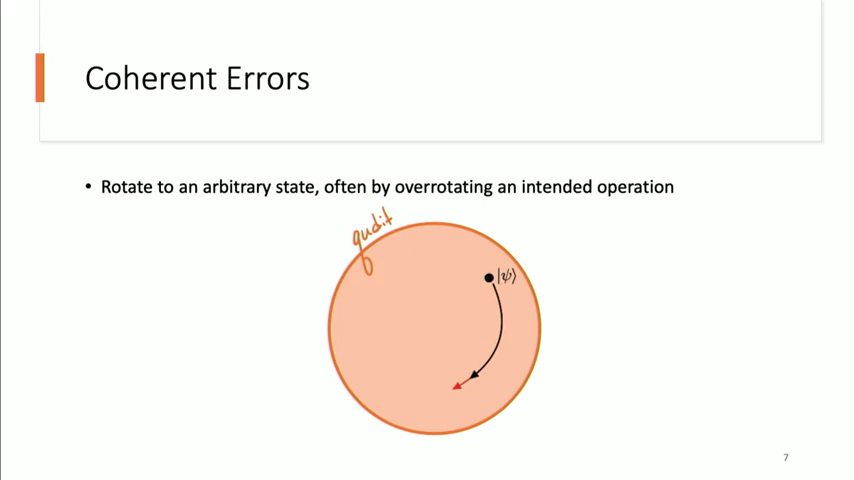 Coherent Errors
• Rotate to an arbitrary state, often by overrotating an intended operation
qudit
|ψ⟩
7